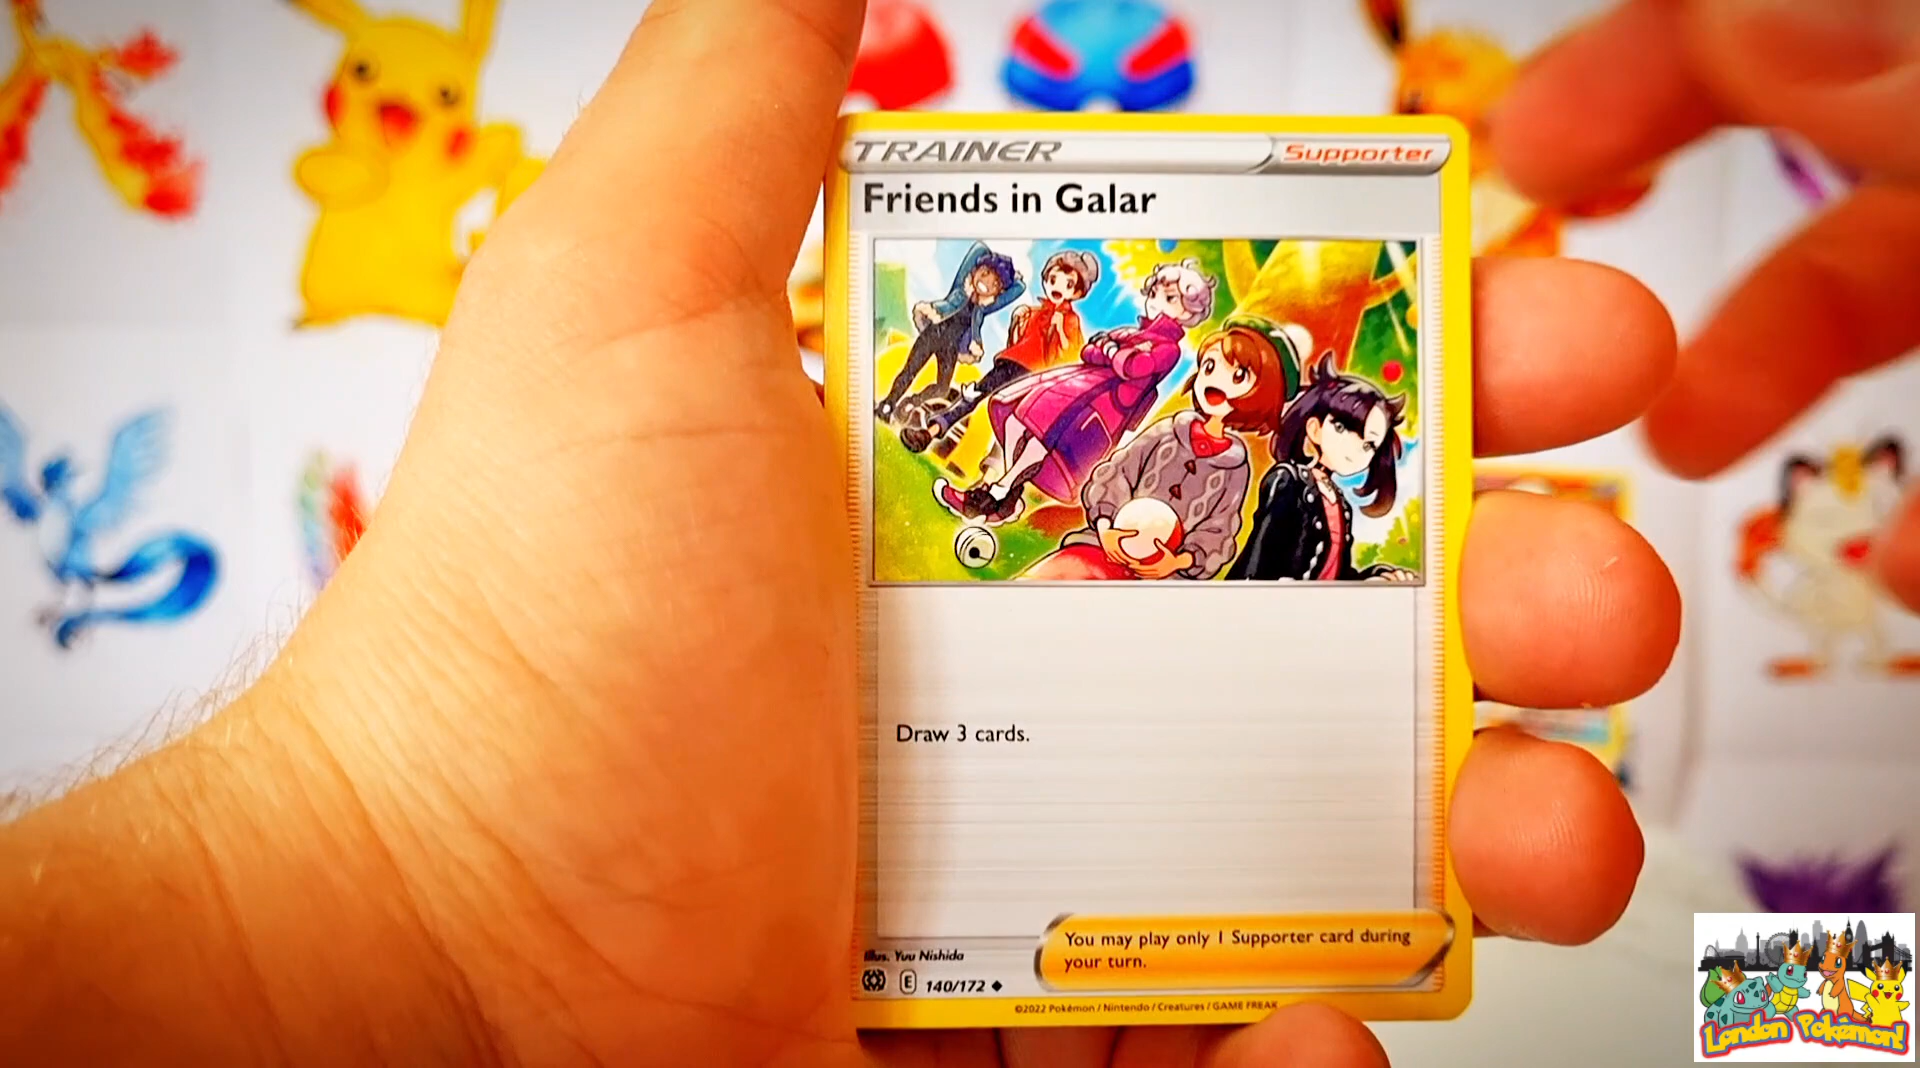 TRAINER Supporter
Friends in Galar
Draw 3 cards.
You may play only 1 Supporter card during
your turn.
Illus. Yuu Nishida
E 140/172
©2022 Pokémon / Nintendo / Creatures / GAME FREAK
London Pokémon!